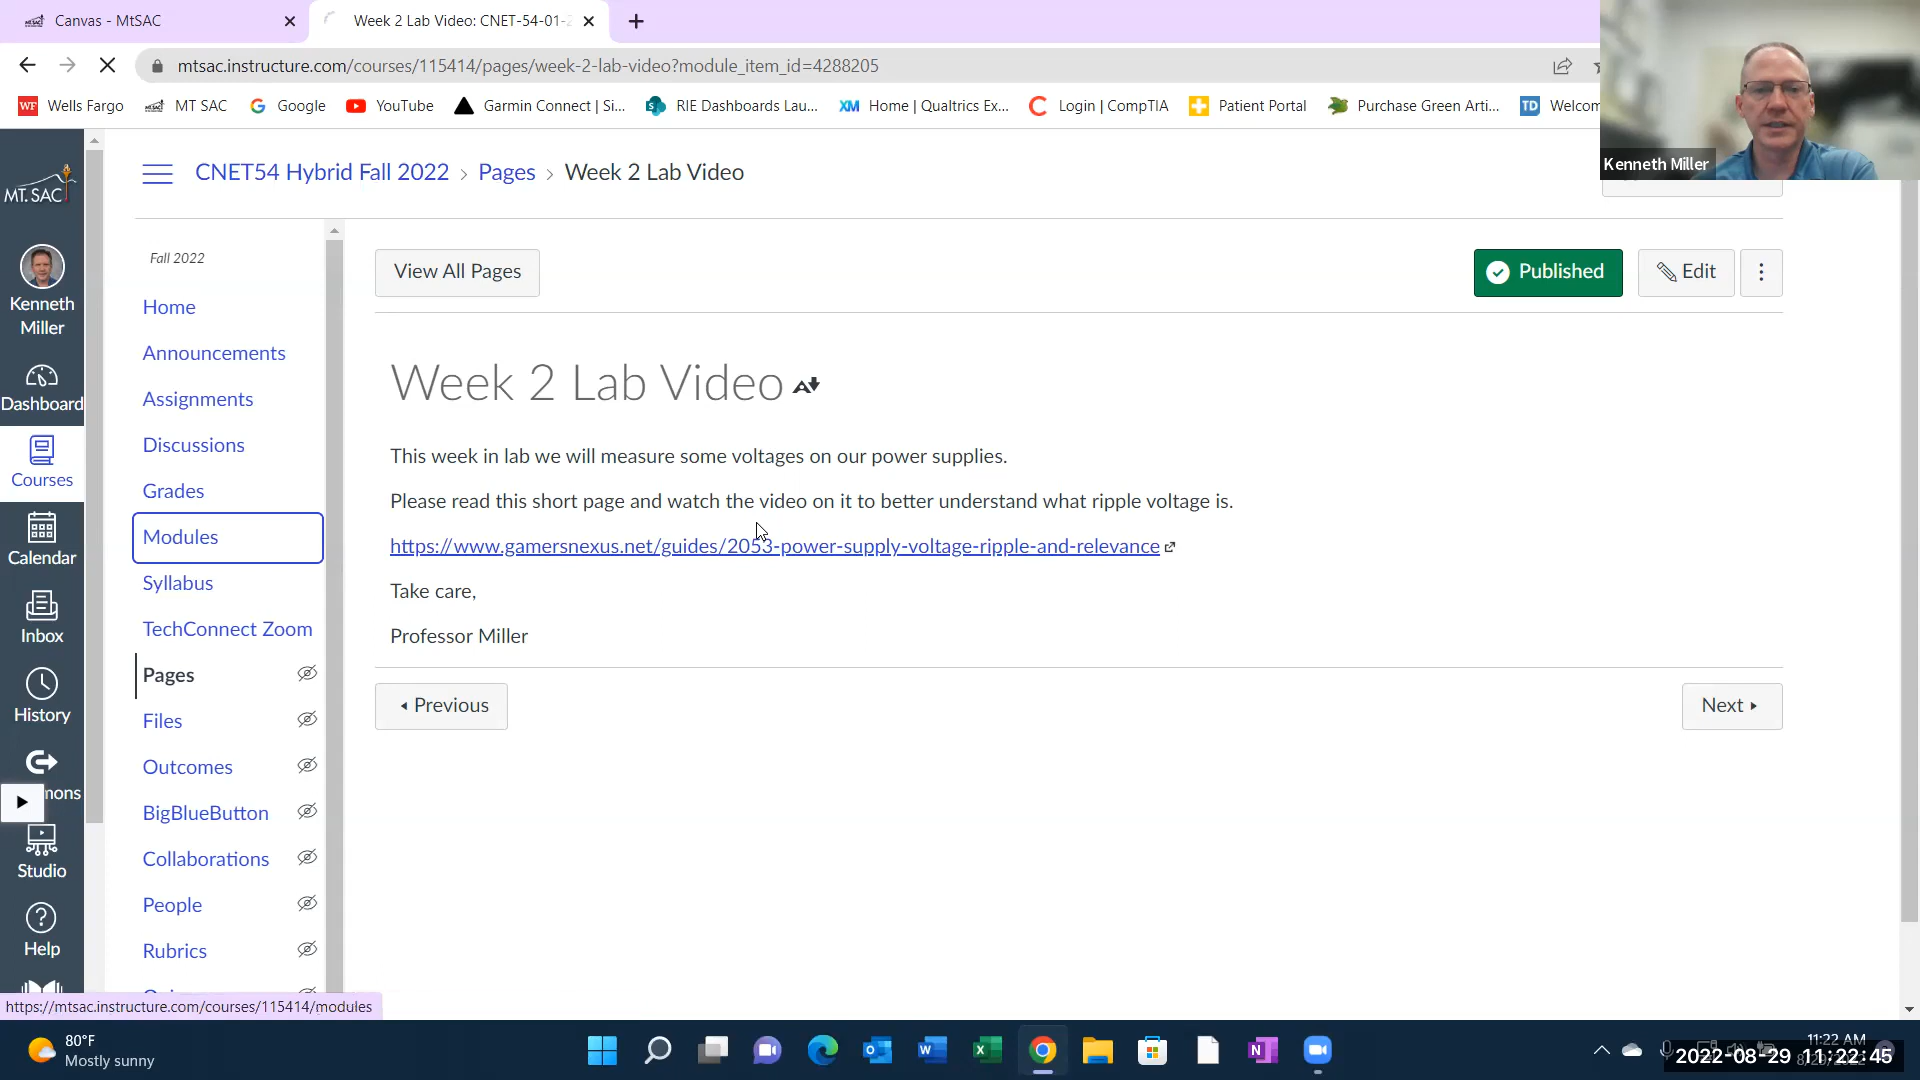 Canvas - MtSAC
Week 2 Lab Video: CNET-54-01-2
mtsac.instructure.com/courses/115414/pages/week-2-lab-video?module_item_id=4288205
WF Wells Fargo
MT SAC
Google
YouTube
Garmin Connect | Si...
RIE Dashboards Lau...
XM Home | Qualtrics Ex...
Login | CompTIA
Patient Portal
Purchase Green Arti...
TD Welcom
Kenneth Miller
MT. SAC
Kenneth
Miller
Dashboard
Courses
Calendar
Inbox
History
mons
Studio
Help
CNET54 Hybrid Fall 2022 › Pages › Week 2 Lab Video
Fall 2022
Home
Announcements
Assignments
Discussions
Grades
Modules
Syllabus
TechConnect Zoom
Pages
Files
Outcomes
BigBlueButton
Collaborations
People
Rubrics
View All Pages
Published
Edit
Week 2 Lab Video
This week in lab we will measure some voltages on our power supplies.
Please read this short page and watch the video on it to better understand what ripple voltage is.
https://www.gamersnexus.net/guides/2053-power-supply-voltage-ripple-and-relevance
Take care,
Professor Miller
Previous
Next
https://mtsac.instructure.com/courses/115414/modules
80°F
Mostly sunny
11:22 AM
2022-08-29 11:22:45